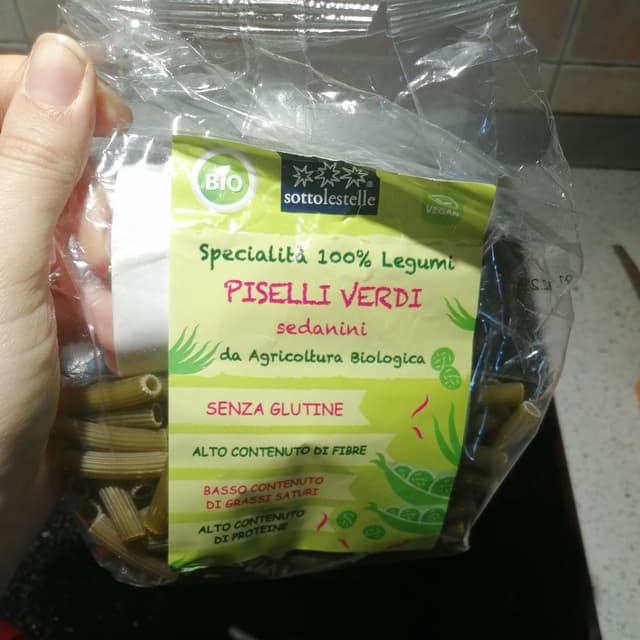 BIO
sottolestelle®
VEGAN
Specialità 100% Legumi
PISELLI VERDI
sedanini
da Agricoltura Biologica
SENZA GLUTINE
ALTO CONTENUTO DI FIBRE
BASSO CONTENUTO
DI GRASSI SATURI
ALTO CONTENUTO
DI PROTEINE